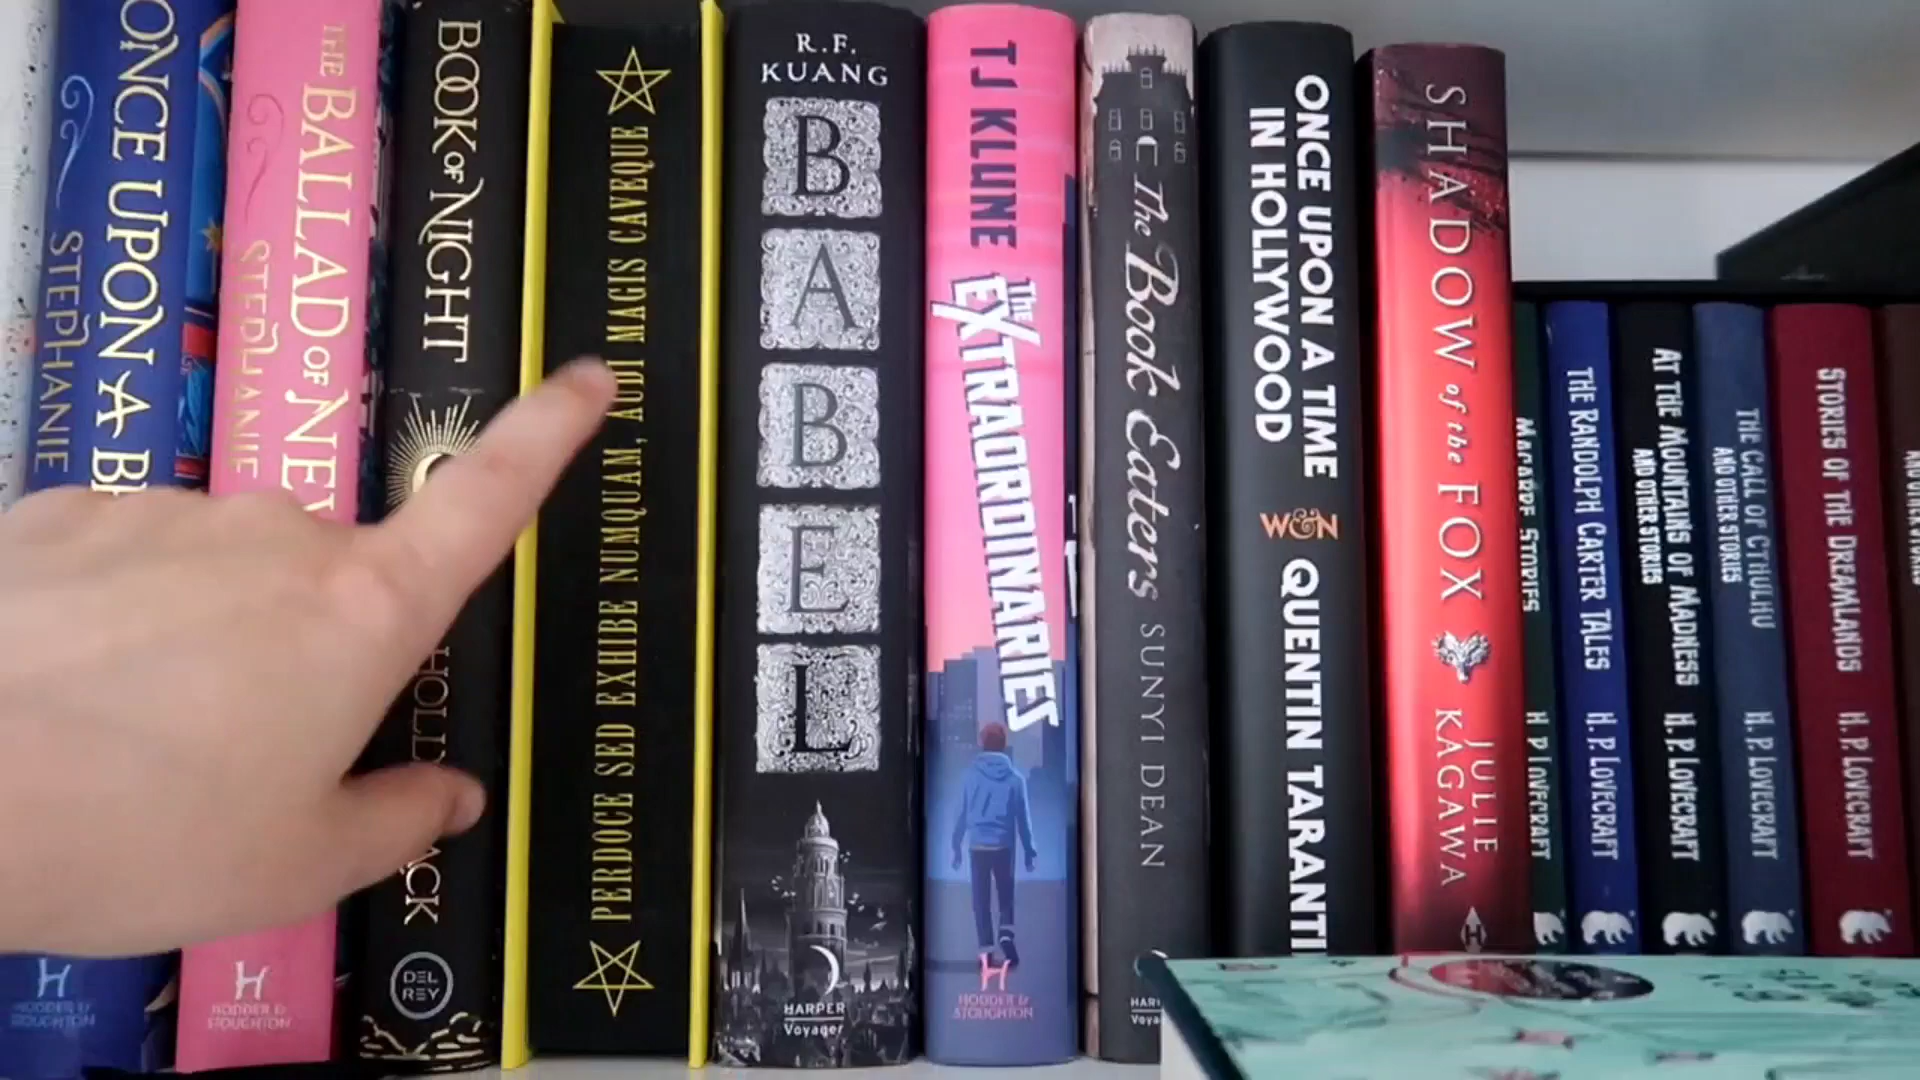 ONCE UPON A
STEPHANIE
HODDER &
STOUGHTON
THE
BALLAD OF
STEPHANIE
HODDER &
STOUGHTON
BOOK OF NIGHT
DEL
REY
PERDOCE SED EXHIBE NUMQUAM, AUDI MAGIS CAVEQUE
R.F.
KUANG
BABEL
HARPER
Voyager
TJ KLUNE
THE
EXTRAORDINARIES
HODDER &
STOUGHTON
The Book Eaters SUNYI DEAN
ONCE UPON A TIME
IN HOLLYWOOD
W&N
QUENTIN
SHADOW of the FOX
JULIE
KAGAWA
MACABRE STORIES H. P. LOVECRAFT
THE RANDOLPH CARTER TALES H. P. LOVECRAFT
AT THE MOUNTAINS OF MADNESS
AND OTHER STORIES
H. P. LOVECRAFT
THE CALL OF CTHULHU
AND OTHER STORIES
H. P. LOVECRAFT
STORIES OF THE DREAMLANDS H. P. LOVECRAFT